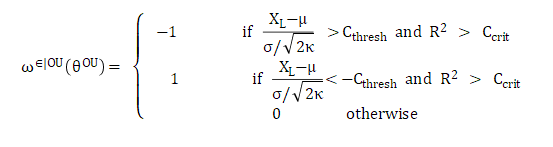 −1 if (X_L−μ)/(σ/√2κ) >C_thresh and R² > C_crit
ω^∈|OU(θ^OU) = { 1 if (X_L−μ)/(σ/√2κ) <−C_thresh and R² > C_crit
0 otherwise